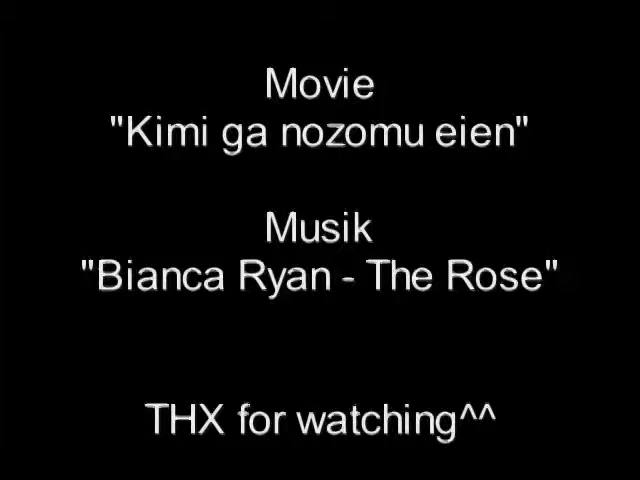 Movie
"Kimi ga nozomu eien"
Musik
"Bianca Ryan - The Rose"
THX for watching^^